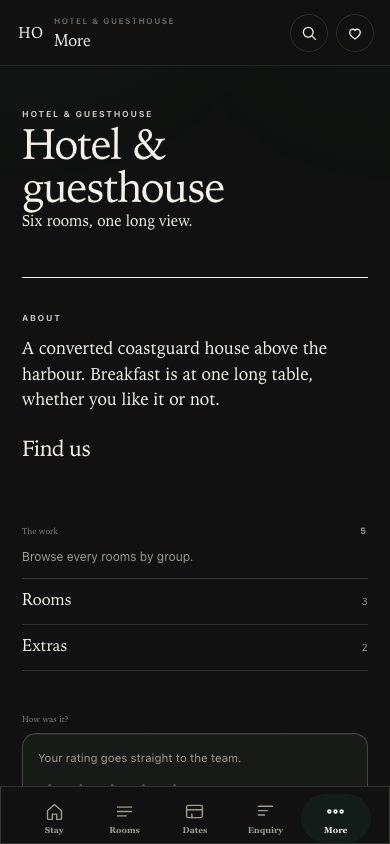 HO
HOTEL & GUESTHOUSE
More
HOTEL & GUESTHOUSE
Hotel &
guesthouse
Six rooms, one long view.
ABOUT
A converted coastguard house above the
harbour. Breakfast is at one long table,
whether you like it or not.
Find us
The work 5
Browse every rooms by group.
Rooms 3
Extras 2
How was it?
Your rating goes straight to the team.
Stay Rooms Dates Enquiry More